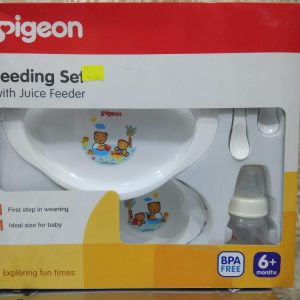 pigeon
eeding Set
with Juice Feeder
pigeon
First step in weaning
Ideal size for baby
BPA
FREE
6+
months
Exploring fun times